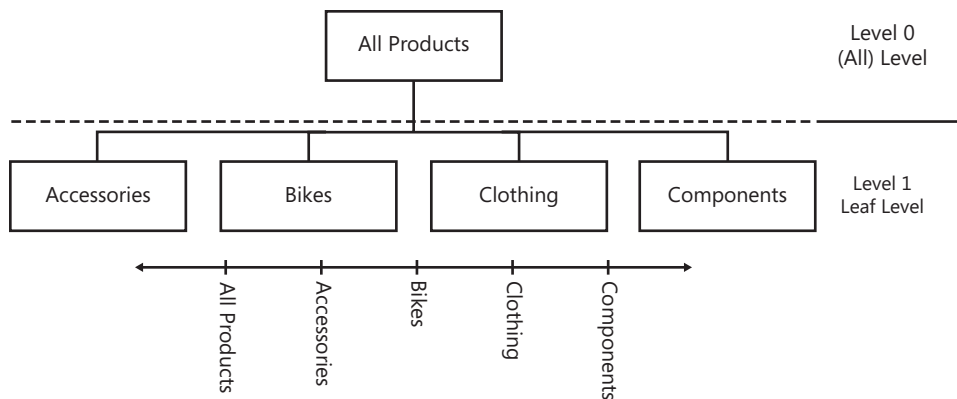 All Products
Level 0
(All) Level
Accessories
Bikes
Clothing
Components
Level 1
Leaf Level
All Products
Accessories
Bikes
Clothing
Components